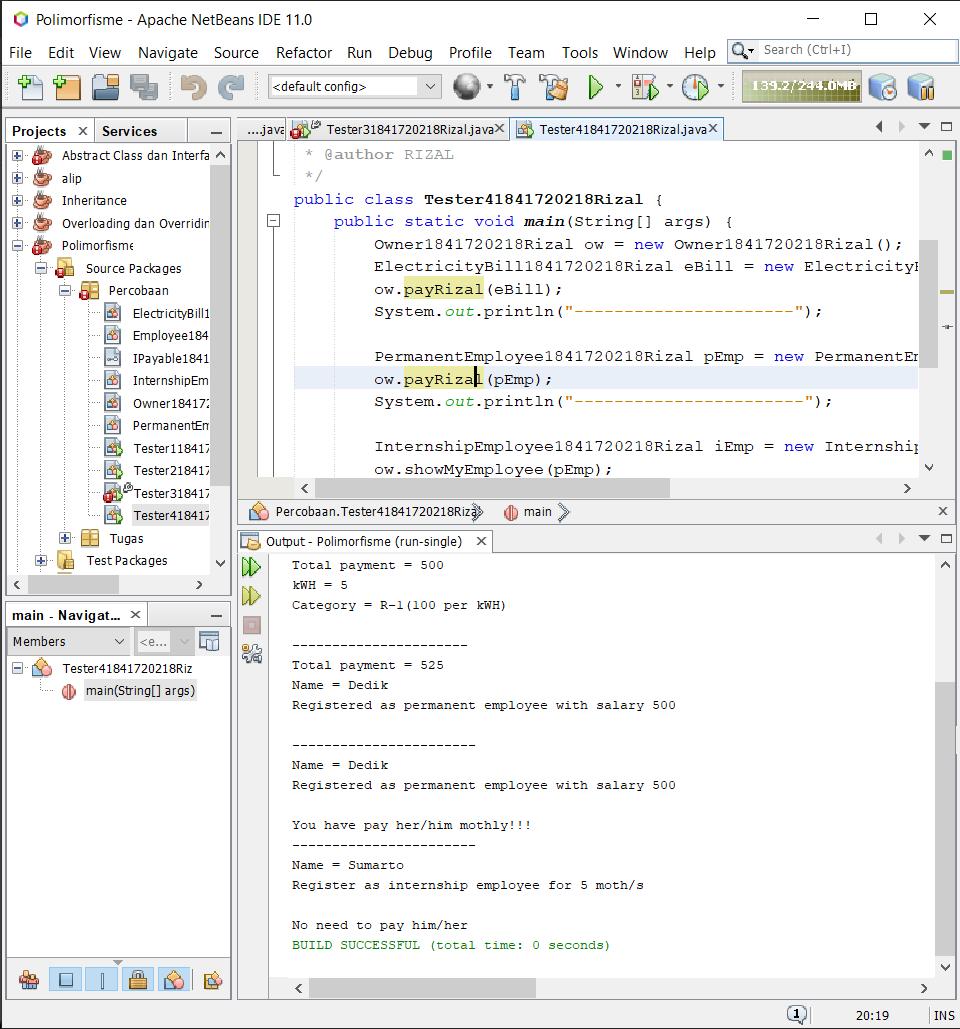 Polimorfisme - Apache NetBeans IDE 11.0
File Edit View Navigate Source Refactor Run Debug Profile Team Tools Window Help
Search (Ctrl+I)
<default config>
139.2/244.0MB
Projects
Services
Abstract Class dan Interfa
alip
Inheritance
Overloading dan Overridin
Polimorfisme
Source Packages
Percobaan
ElectricityBill1
Employee184
IPayable1841
InternshipEm
Owner184172
PermanentEm
Tester118417
Tester218417
Tester318417
Tester418417
Tugas
Test Packages
main - Navigat...
Members
<e...
Tester41841720218Riz
main(String[] args)
....java
Tester31841720218Rizal.java
Tester41841720218Rizal.java
* @author RIZAL
*/
public class Tester41841720218Rizal {
public static void main(String[] args) {
Owner1841720218Rizal ow = new Owner1841720218Rizal();
ElectricityBill1841720218Rizal eBill = new Electricity
ow.payRizal(eBill);
System.out.println("----------------------");
PermanentEmployee1841720218Rizal pEmp = new PermanentEm
ow.payRizal(pEmp);
System.out.println("-----------------------");
InternshipEmployee1841720218Rizal iEmp = new Internship
ow.showMyEmployee(pEmp);
Percobaan.Tester41841720218Riza
main
Output - Polimorfisme (run-single)
Total payment = 500
kWH = 5
Category = R-1(100 per kWH)
----------------------
Total payment = 525
Name = Dedik
Registered as permanent employee with salary 500
-----------------------
Name = Dedik
Registered as permanent employee with salary 500
You have pay her/him mothly!!!
-----------------------
Name = Sumarto
Register as internship employee for 5 moth/s
No need to pay him/her
BUILD SUCCESSFUL (total time: 0 seconds)
1
20:19
INS